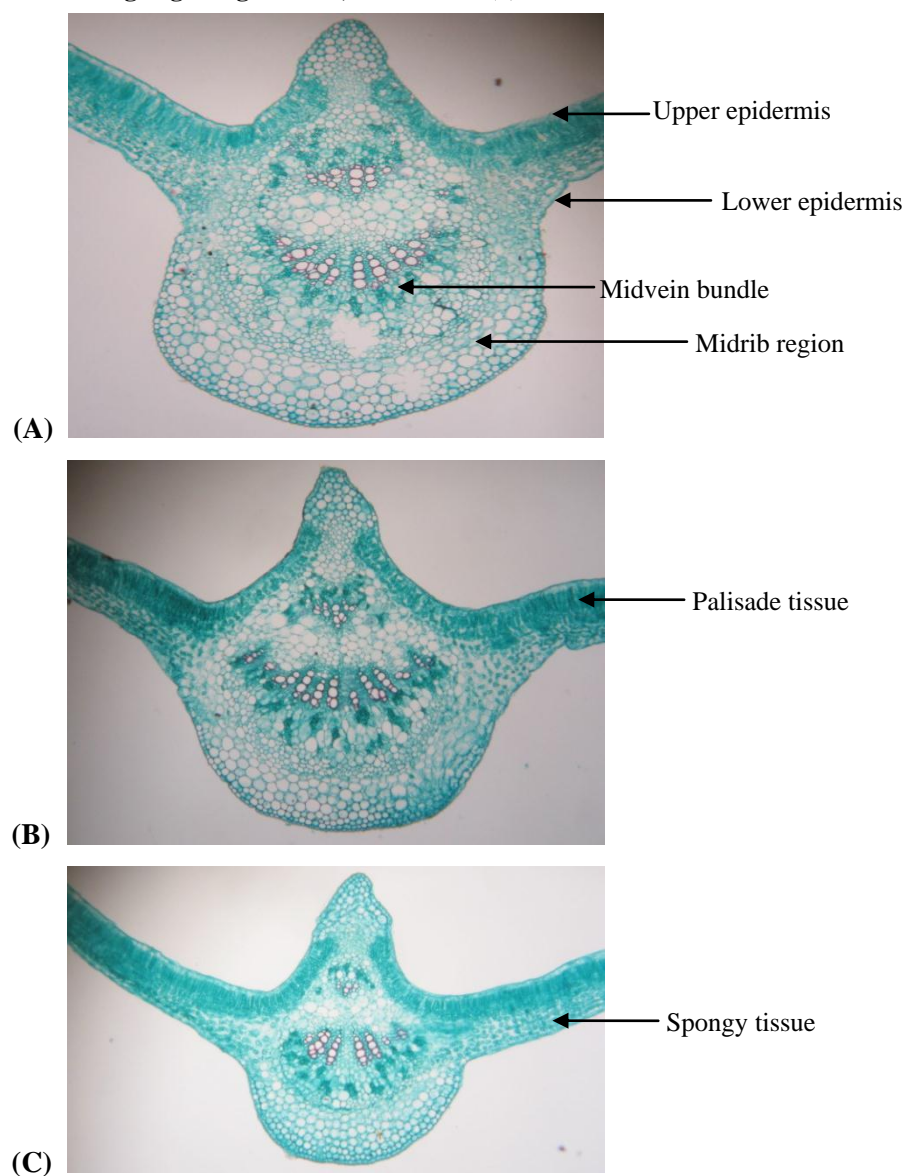 Upper epidermis
Lower epidermis
Midvein bundle
Midrib region
(A)
Palisade tissue
(B)
Spongy tissue
(C)